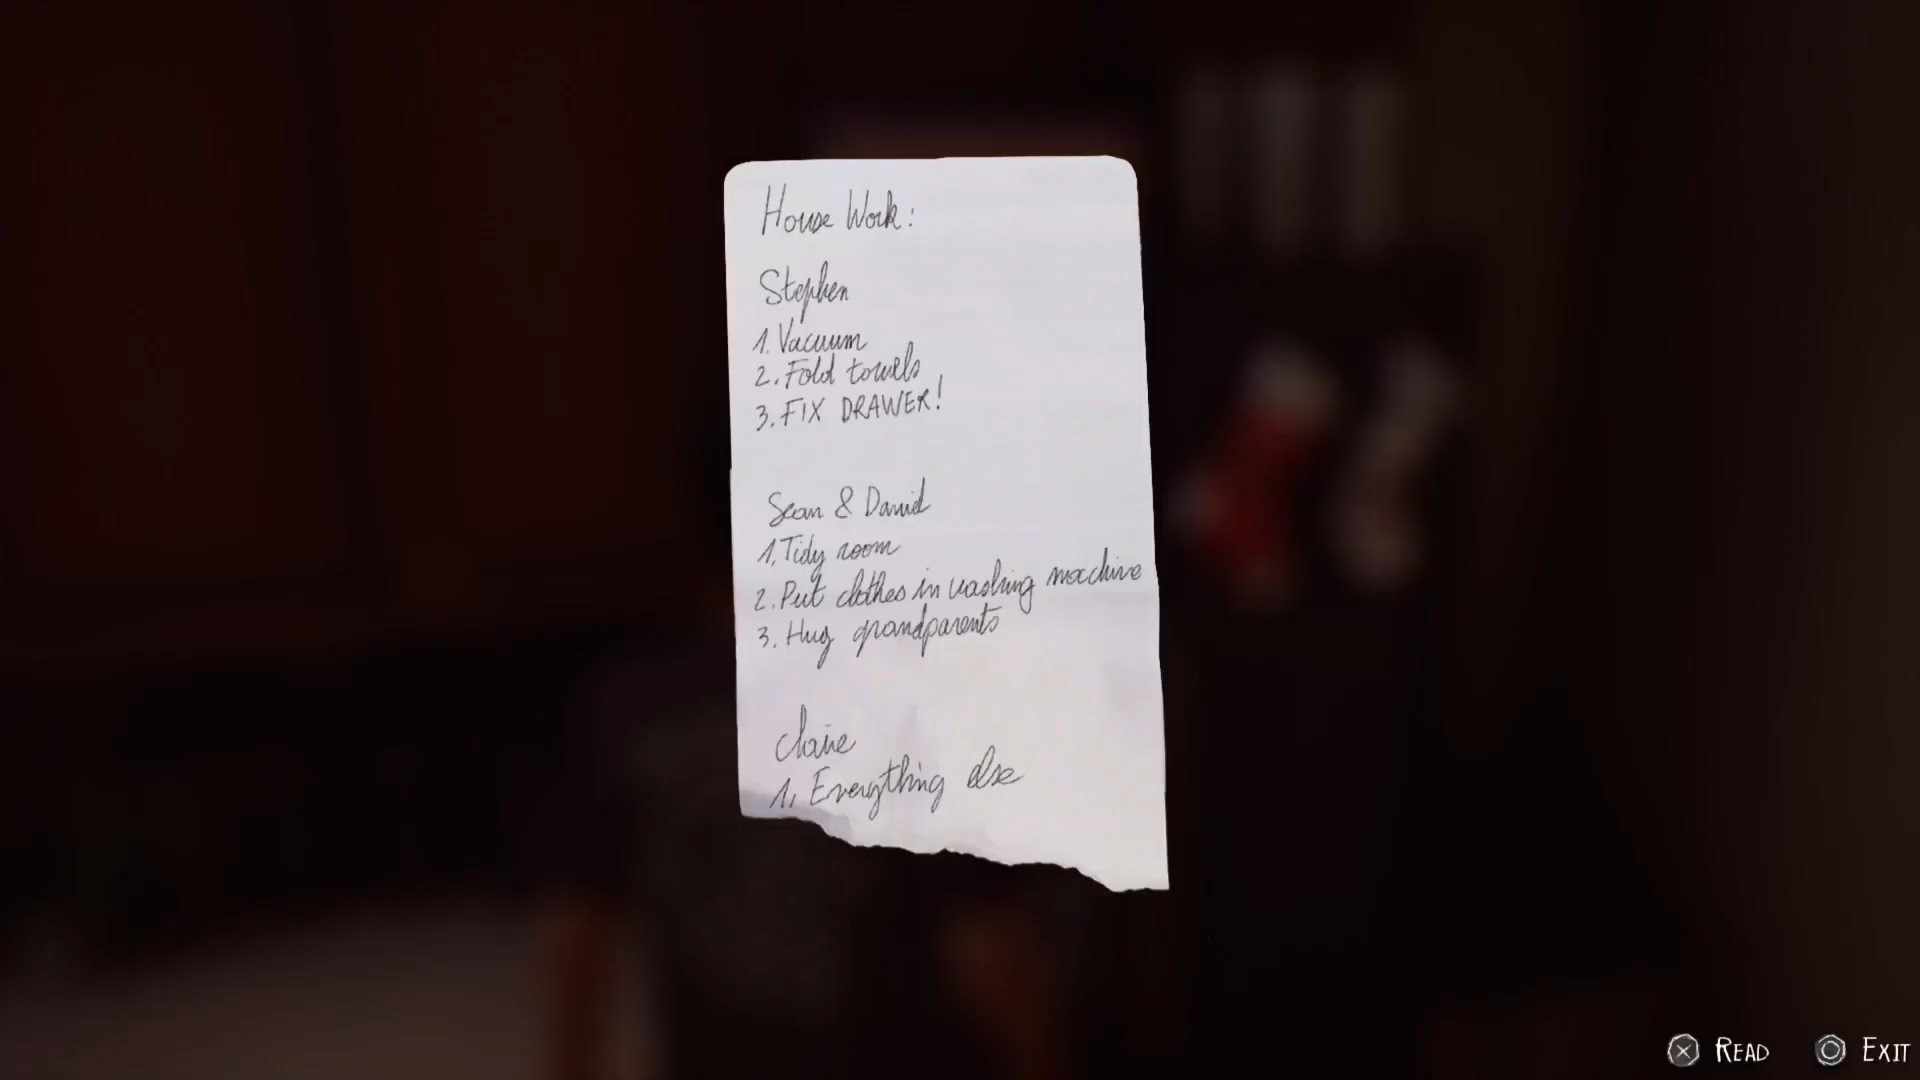 House Work:
Stephen
1. Vacuum
2. Fold towels
3. FIX DRAWER!
Sean & Daniel
1. Tidy room
2. Put clothes in washing machine
3. Hug grandparents
Claire
1. Everything else
READ
EXIT